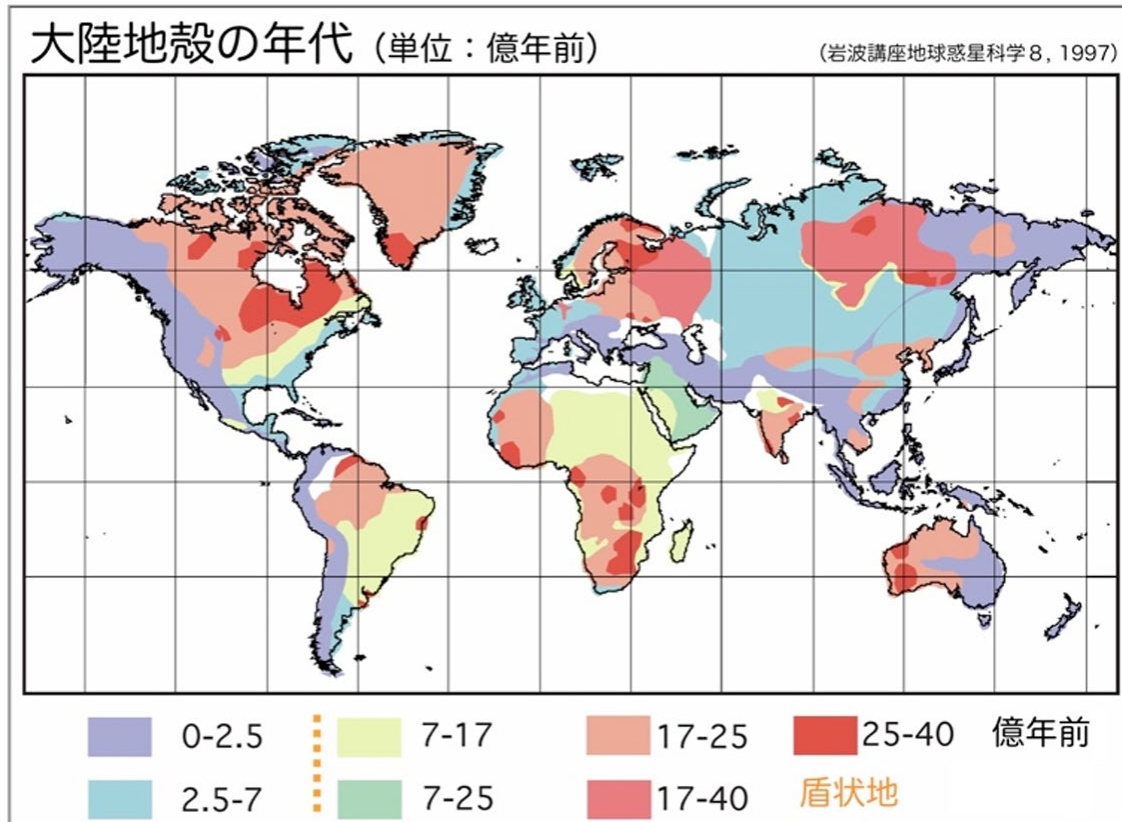 大陸地殻の年代（単位：億年前）
（岩波講座地球惑星科学８, 1997）
0-2.5 7-17 17-25 25-40 億年前
2.5-7 7-25 17-40 盾状地